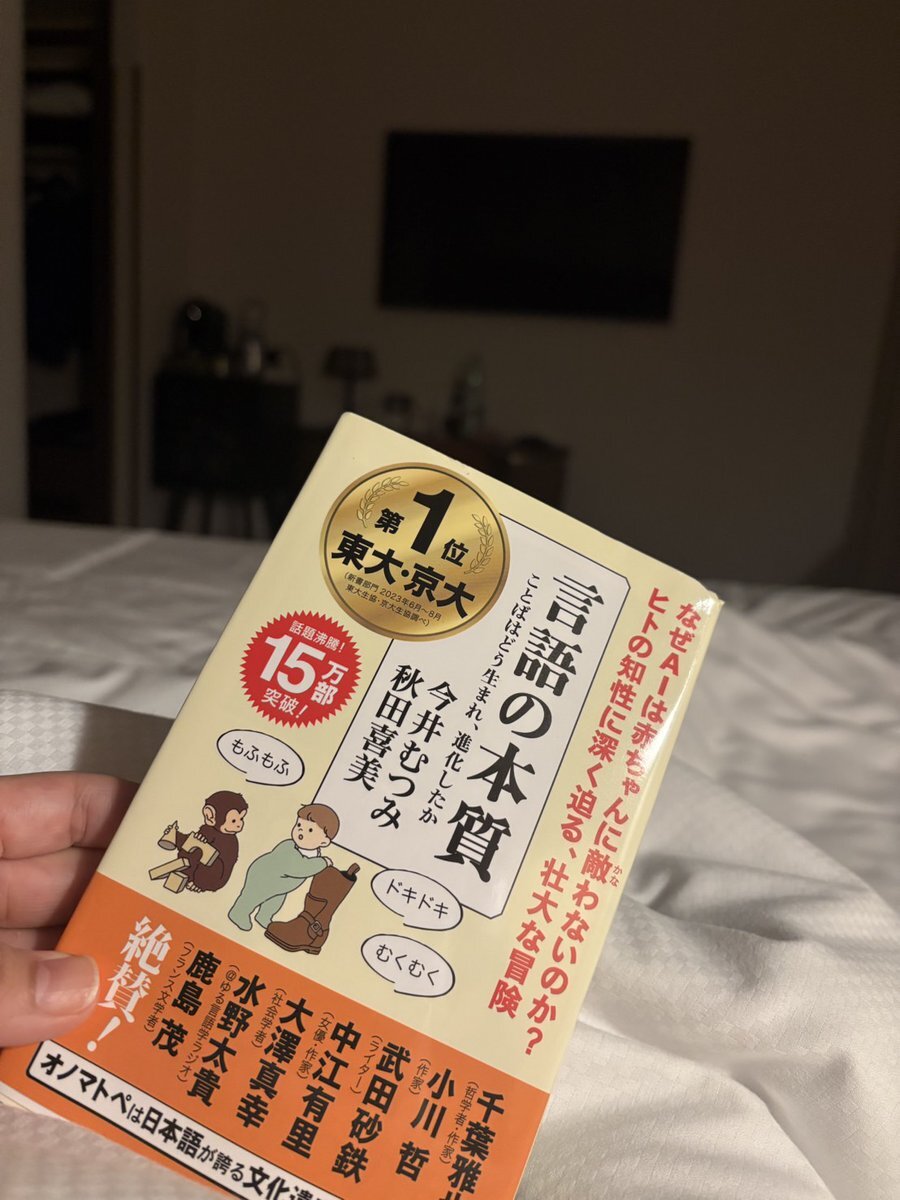 なぜAIは赤ちゃんに敵わないのか?
かな
ヒトの知性に深く迫る、壮大な冒険
言語の本質
ことばはどう生まれ、進化したか
今井むつみ
秋田喜美
第1位
東大・京大
(新書部門 2023年6月〜8月
東大生協・京大生協調べ)
話題沸騰!
15万部
突破!
もふもふ
ドキドキ
むくむく
千葉雅
(哲学者・作家)
小川 哲
(作家)
武田砂鉄
(ライター)
中江有里
(女優・作家)
大澤真幸
(社会学者)
水野太貴
(@ゆる言語学ラジオ)
鹿島 茂
(フランス文学者)
絶賛!
オノマトペは日本語が誇る文化